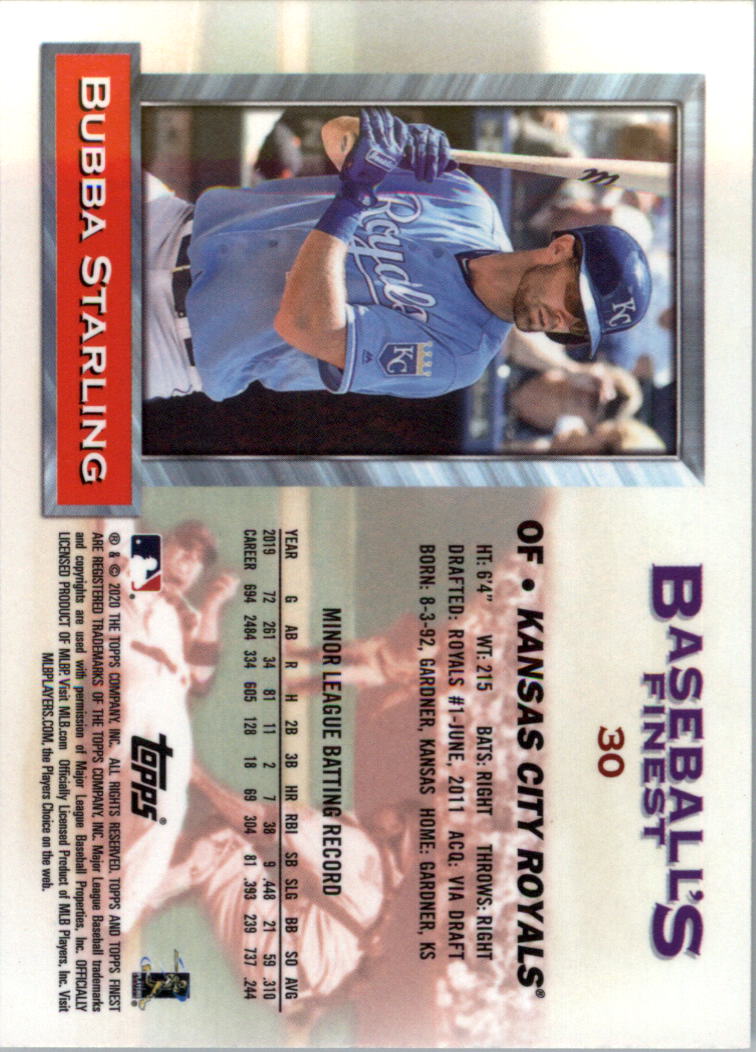 BASEBALL'S
FINEST
30
Royals
KC
KC
BUBBA STARLING
OF • KANSAS CITY ROYALS®
HT: 6'4" WT: 215 BATS: RIGHT THROWS: RIGHT
DRAFTED: ROYALS #1-JUNE, 2011 ACQ: VIA DRAFT
BORN: 8-3-92, GARDNER, KANSAS HOME: GARDNER, KS
MINOR LEAGUE BATTING RECORD
YEAR G AB R H 2B 3B HR RBI SB SLG BB SO AVG
2019 72 261 34 81 11 2 7 38 9 .448 21 59 .310
CAREER 694 2484 334 605 128 18 69 304 81 .393 239 737 .244
topps®
® & © 2020 THE TOPPS COMPANY, INC. ALL RIGHTS RESERVED. TOPPS AND TOPPS FINEST
ARE REGISTERED TRADEMARKS OF THE TOPPS COMPANY, INC. Major League Baseball trademarks
and copyrights are used with permission of Major League Baseball Properties, Inc. OFFICIALLY
LICENSED PRODUCT OF MLBP. Visit MLB.com Officially Licensed Product of MLB Players, Inc. Visit
MLBPLAYERS.COM, the Players Choice on the web.